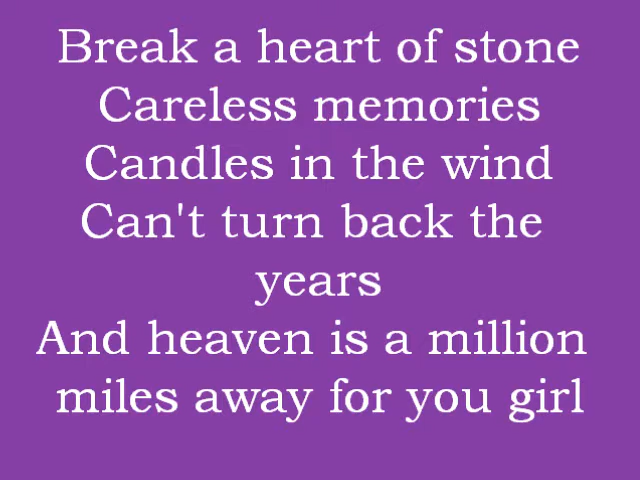 Break a heart of stone
Careless memories
Candles in the wind
Can't turn back the
years
And heaven is a million
miles away for you girl